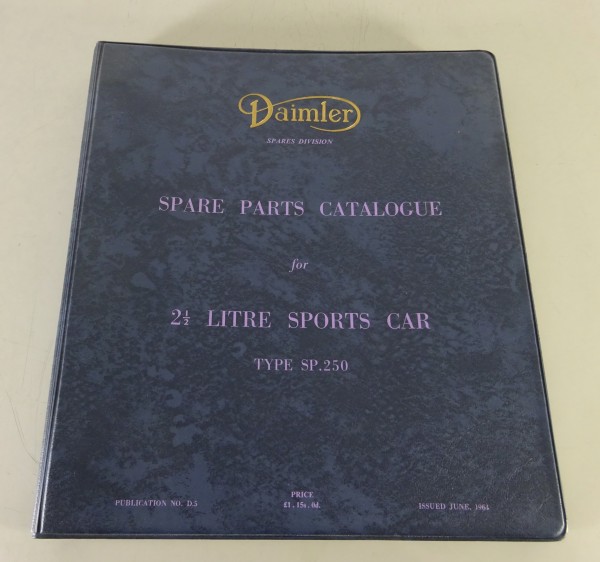 Daimler
SPARES DIVISION
SPARE PARTS CATALOGUE
for
2½ LITRE SPORTS CAR
TYPE SP.250
PUBLICATION NO. D.5
PRICE
£1 . 15s. 0d.
ISSUED JUNE, 1964